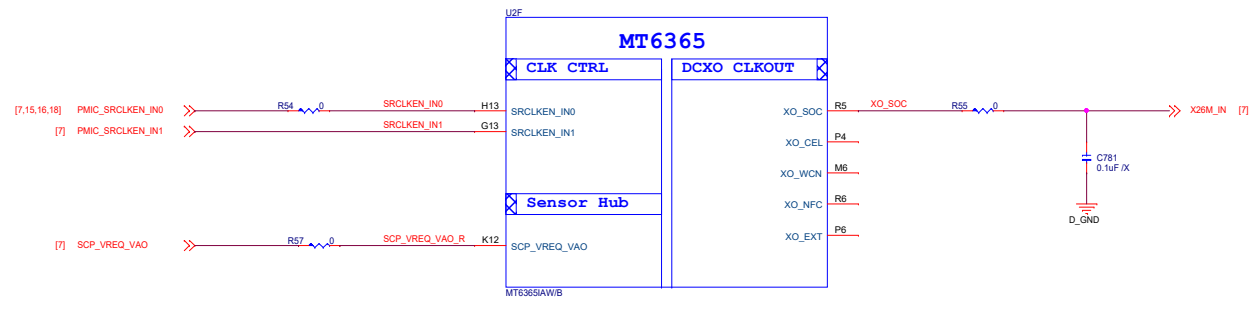 U2F
MT6365
CLK CTRL
DCXO CLKOUT
[7,15,16,18] PMIC_SRCLKEN_IN0 R54 0 SRCLKEN_IN0 H13 SRCLKEN_IN0
XO_SOC R5 XO_SOC R55 0 X26M_IN [7]
[7] PMIC_SRCLKEN_IN1 SRCLKEN_IN1 G13 SRCLKEN_IN1
XO_CEL P4
C781
0.1uF /X
XO_WCN M6
Sensor Hub
XO_NFC R6
D_GND
[7] SCP_VREQ_VAO R57 0 SCP_VREQ_VAO_R K12 SCP_VREQ_VAO
XO_EXT P6
MT6365IAW/B